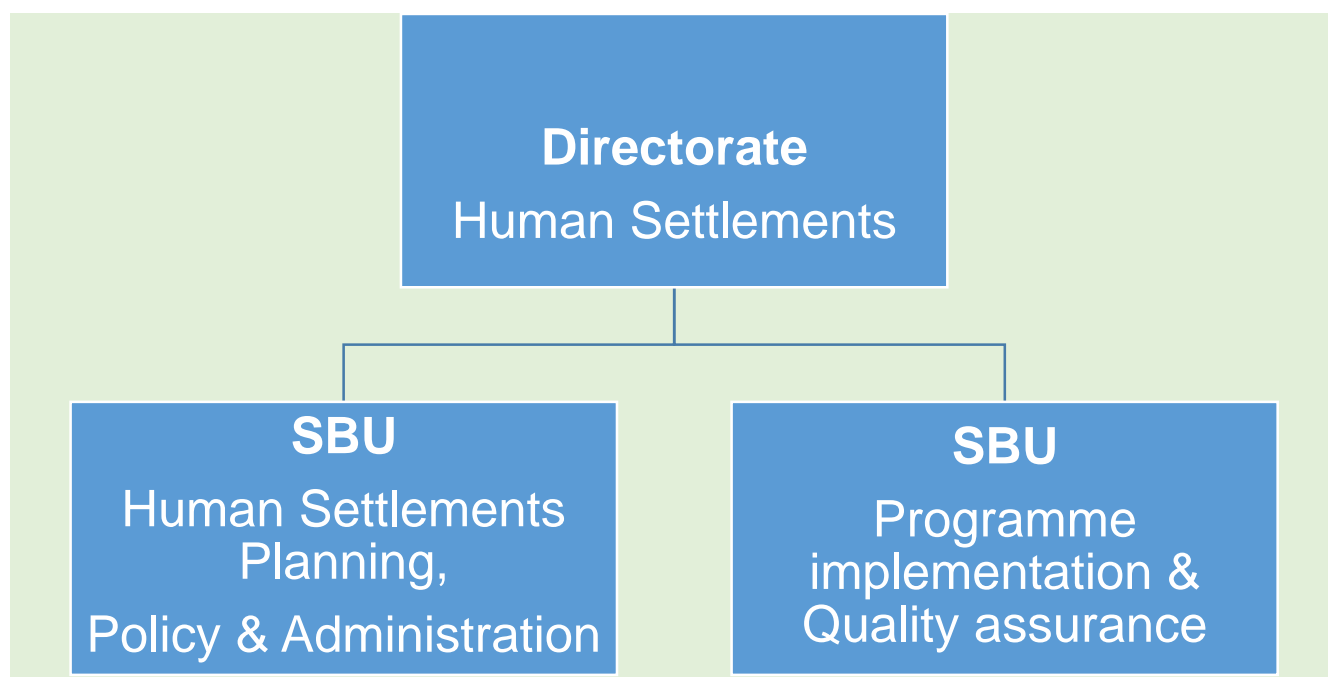 Directorate
Human Settlements
SBU
Human Settlements
Planning,
Policy & Administration
SBU
Programme
implementation &
Quality assurance